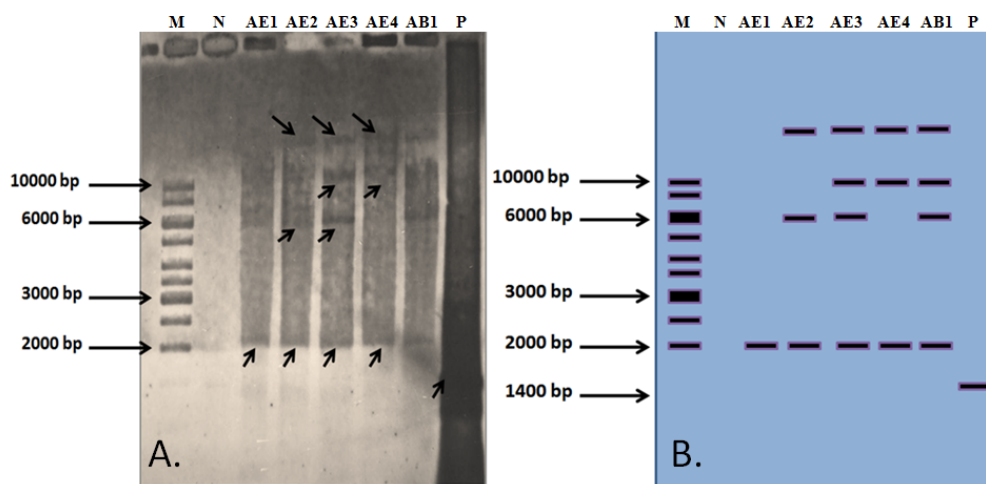 M N AE1 AE2 AE3 AE4 AB1 P
10000 bp
6000 bp
3000 bp
2000 bp
A.
M N AE1 AE2 AE3 AE4 AB1 P
10000 bp
6000 bp
3000 bp
2000 bp
1400 bp
B.